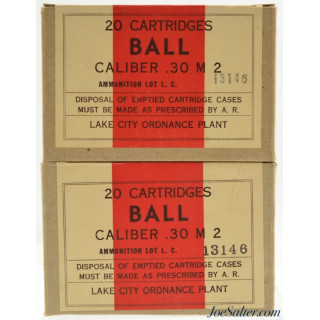 20 CARTRIDGES
BALL
CALIBER .30 M 2
AMMUNITION LOT L. C. 13146
DISPOSAL OF EMPTIED CARTRIDGE CASES
MUST BE MADE AS PRESCRIBED BY A. R.
LAKE CITY ORDNANCE PLANT
20 CARTRIDGES
BALL
CALIBER .30 M 2
AMMUNITION LOT L. C. 13146
DISPOSAL OF EMPTIED CARTRIDGE CASES
MUST BE MADE AS PRESCRIBED BY A. R.
LAKE CITY ORDNANCE PLANT
JoeSalter.com